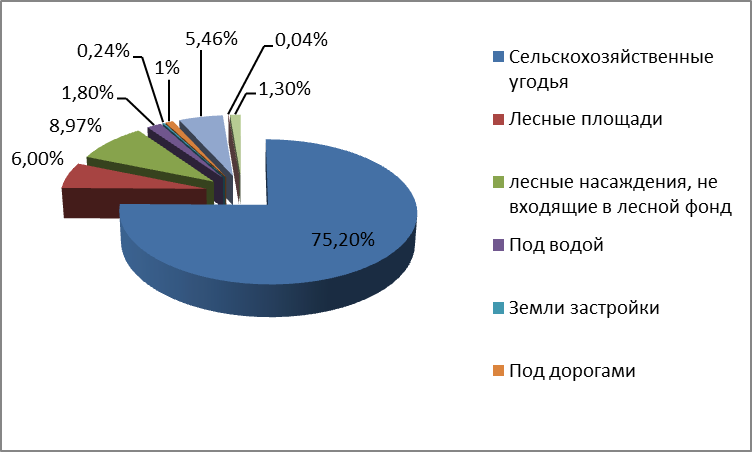 5,46%
0,04%
0,24%
1%
1,30%
1,80%
8,97%
6,00%
75,20%
Сельскохозяйственные
угодья
Лесные площади
лесные насаждения, не
входящие в лесной фонд
Под водой
Земли застройки
Под дорогами